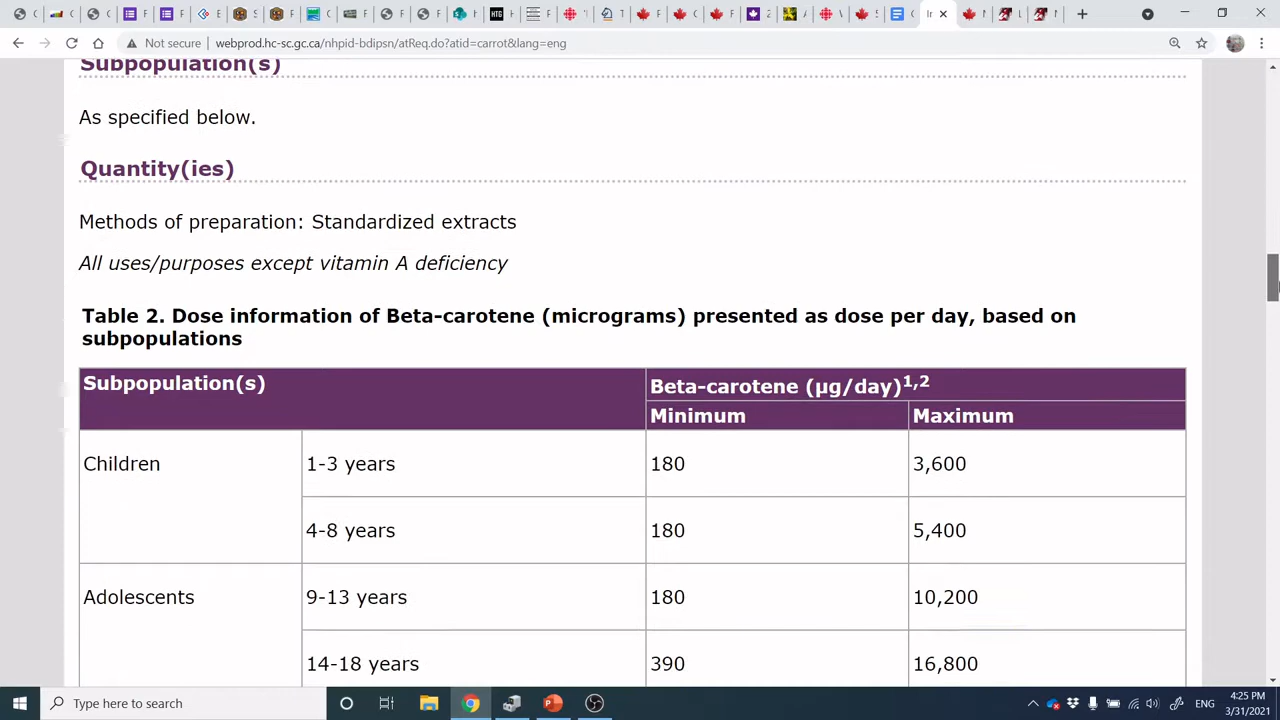 Not secure
webprod.hc-sc.gc.ca/nhpid-bdipsn/atReq.do?atid=carrot&lang=eng
Subpopulation(s)
As specified below.
Quantity(ies)
Methods of preparation: Standardized extracts
All uses/purposes except vitamin A deficiency
Table 2. Dose information of Beta-carotene (micrograms) presented as dose per day, based on
subpopulations
Subpopulation(s)
Beta-carotene (µg/day)1,2
Minimum
Maximum
Children
1-3 years
180
3,600
4-8 years
180
5,400
Adolescents
9-13 years
180
10,200
14-18 years
390
16,800
Type here to search
ENG
4:25 PM
3/31/2021